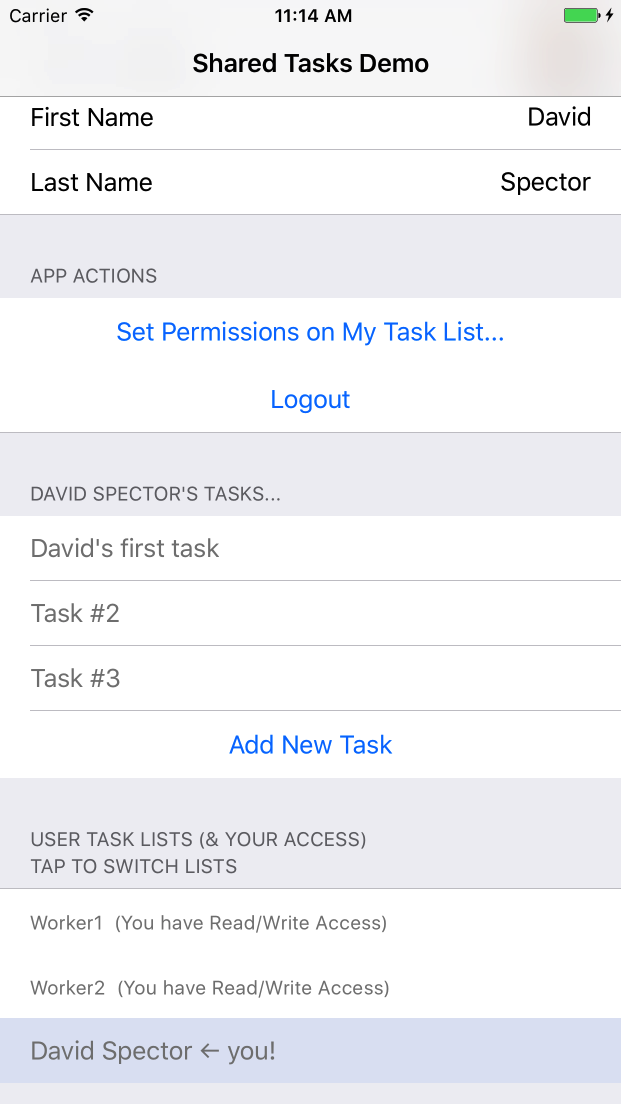 Carrier 11:14 AM
Shared Tasks Demo
First Name David
Last Name Spector
APP ACTIONS
Set Permissions on My Task List...
Logout
DAVID SPECTOR'S TASKS...
David's first task
Task #2
Task #3
Add New Task
USER TASK LISTS (& YOUR ACCESS)
TAP TO SWITCH LISTS
Worker1 (You have Read/Write Access)
Worker2 (You have Read/Write Access)
David Spector ← you!